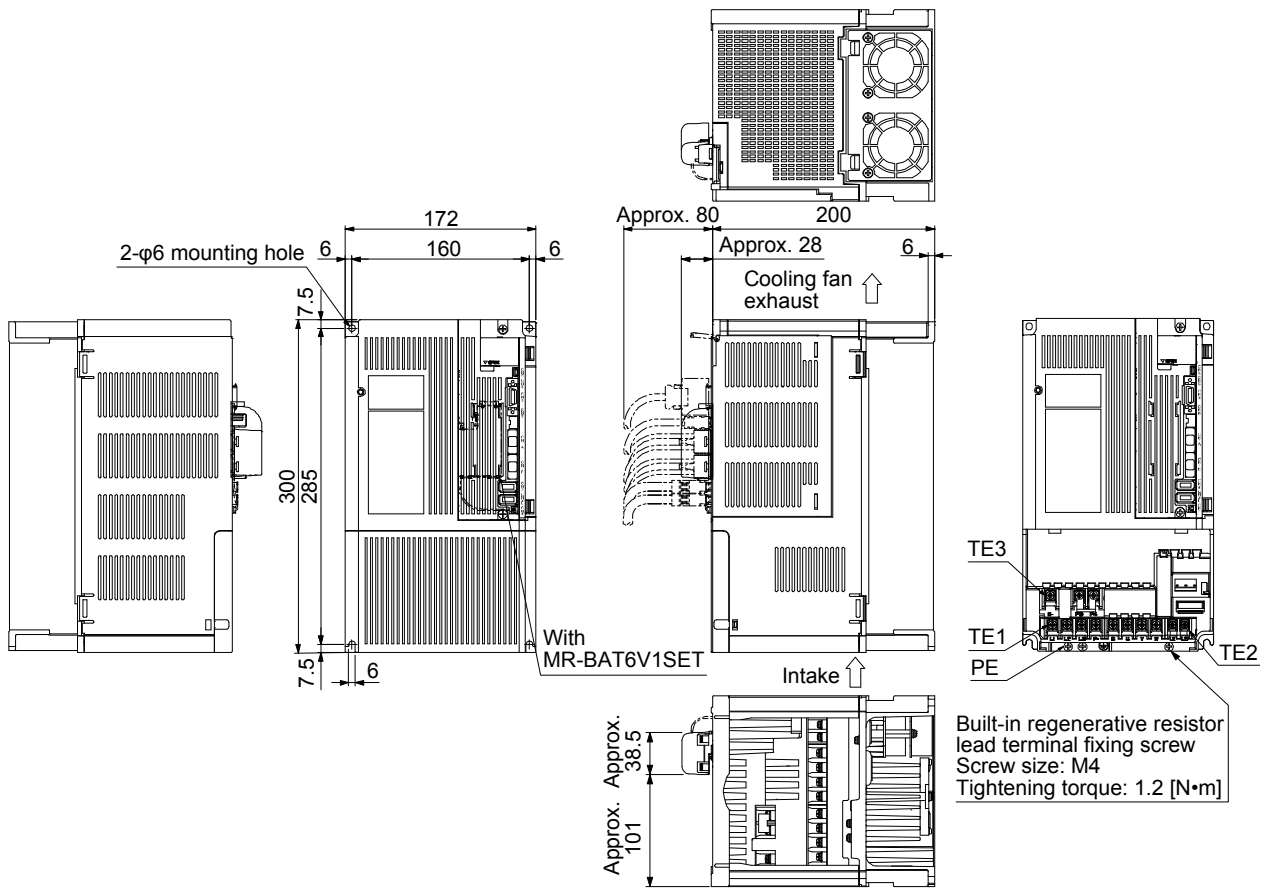 Approx. 80
200
172
6
160
6
Approx. 28
6
2-φ6 mounting hole
Cooling fan
exhaust
7.5
300
285
TE3
With
MR-BAT6V1SET
TE1
TE2
7.5
6
Intake
PE
Built-in regenerative resistor
lead terminal fixing screw
Screw size: M4
Tightening torque: 1.2 [N•m]
Approx.
38.5
Approx.
101